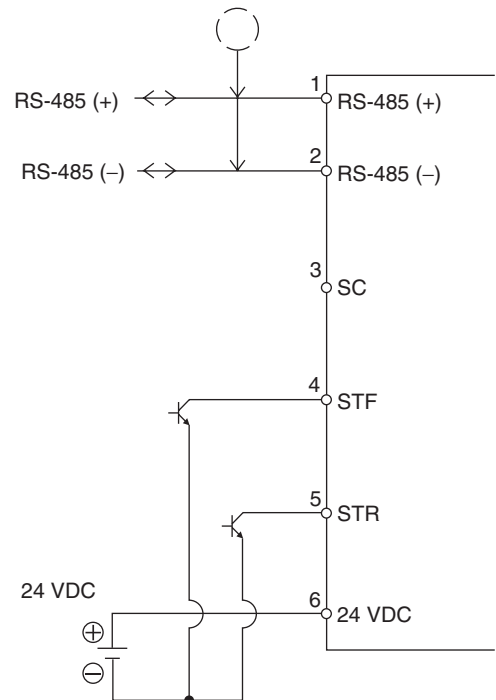 1
RS-485 (+)
RS-485 (+)
2
RS-485 (–)
RS-485 (–)
3
SC
4
STF
5
STR
24 VDC
6
24 VDC
+
–